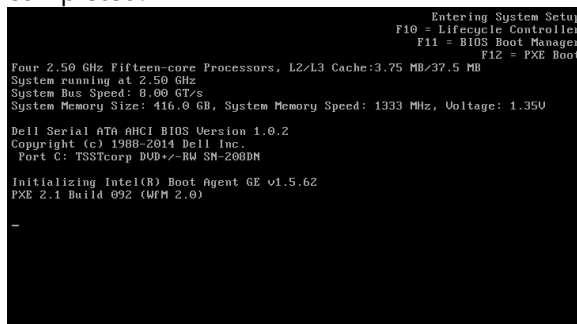 Entering System Setup
F10 = Lifecycle Controller
F11 = BIOS Boot Manager
F12 = PXE Boot
Four 2.50 GHz Fifteen-core Processors, L2/L3 Cache:3.75 MB/37.5 MB
System running at 2.50 GHz
System Bus Speed: 8.00 GT/s
System Memory Size: 416.0 GB, System Memory Speed: 1333 MHz, Voltage: 1.35V
Dell Serial ATA AHCI BIOS Version 1.0.2
Copyright (c) 1988-2014 Dell Inc.
Port C: TSSTcorp DVD+/-RW SN-208DN
Initializing Intel(R) Boot Agent GE v1.5.62
PXE 2.1 Build 092 (WfM 2.0)
_